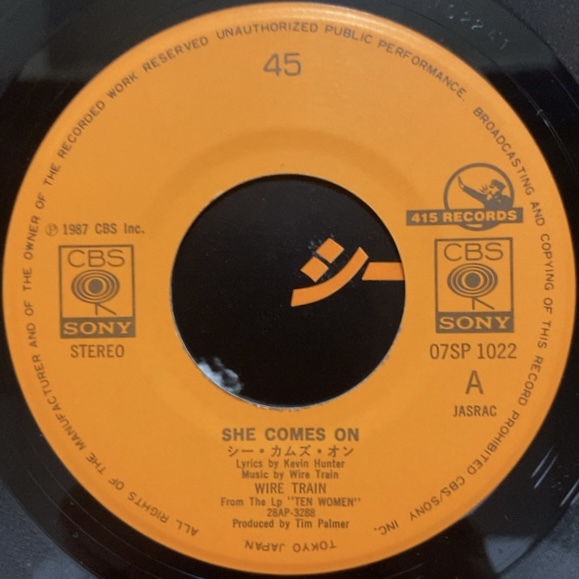 ALL RIGHTS OF THE MANUFACTURER AND OF THE OWNER OF THE RECORDED WORK RESERVED UNAUTHORIZED PUBLIC PERFORMANCE. BROADCASTING AND COPYING OF THIS RECORD PROHIBITED CBS/SONY INC. TOKYO JAPAN
45
415 RECORDS
℗ 1987 CBS Inc.
CBS
SONY
STEREO
CBS
SONY
07SP 1022
A
JASRAC
シー
SHE COMES ON
シー・カムズ・オン
Lyrics by Kevin Hunter
Music by Wire Train
WIRE TRAIN
From The Lp "TEN WOMEN"
28AP-3288
Produced by Tim Palmer